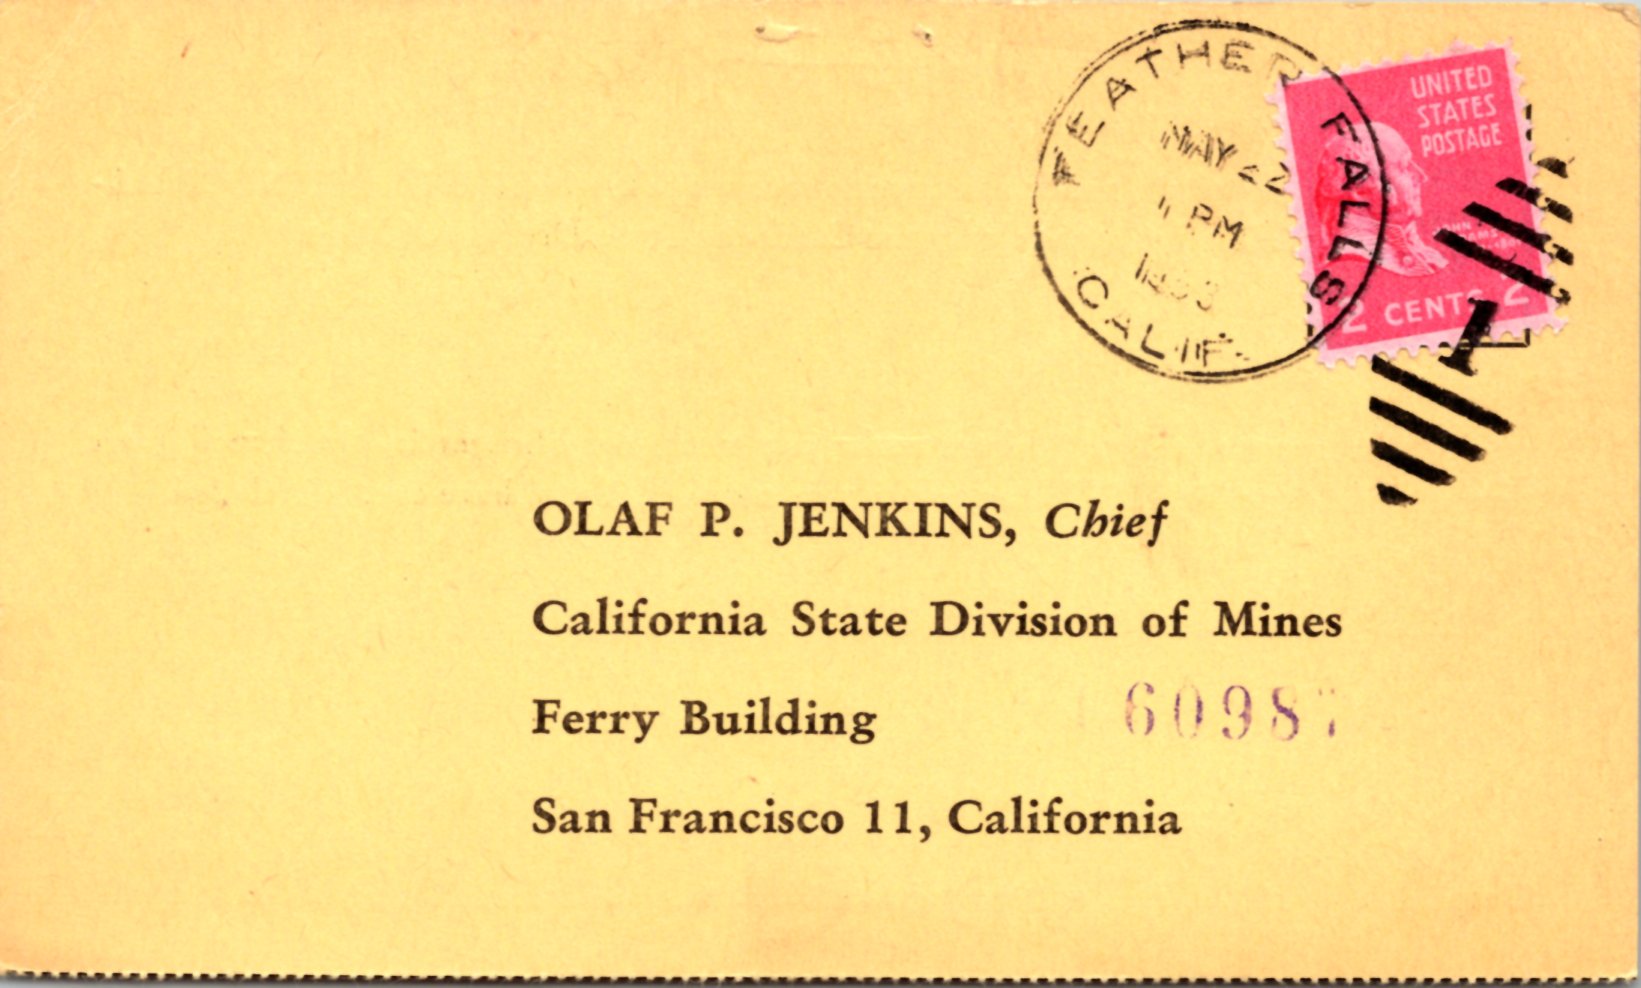 FEATHER FALLS
MAY 22
PM
CALIF.
UNITED
STATES
POSTAGE
2 CENTS 2
1
OLAF P. JENKINS, Chief
California State Division of Mines
Ferry Building
60987
San Francisco 11, California